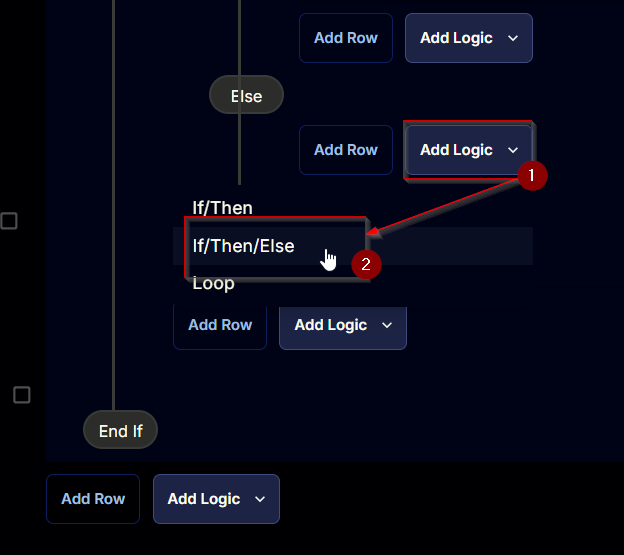 Add Row Add Logic
Else
Add Row Add Logic
1
If/Then
If/Then/Else
2
Loop
Add Row Add Logic
End If
Add Row Add Logic